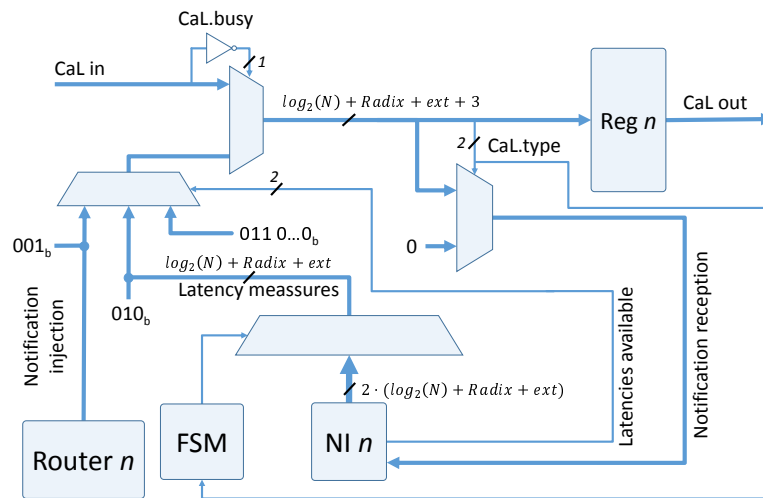 CaL.busy
1
CaL in
log₂(N) + Radix + ext + 3
Reg n
CaL out
2
CaL.type
2
001b
011 0...0b
0
log₂(N) + Radix + ext
Latency meassures
010b
Notification
injection
2 · (log₂(N) + Radix + ext)
Latencies available
Notification reception
Router n
FSM
NI n